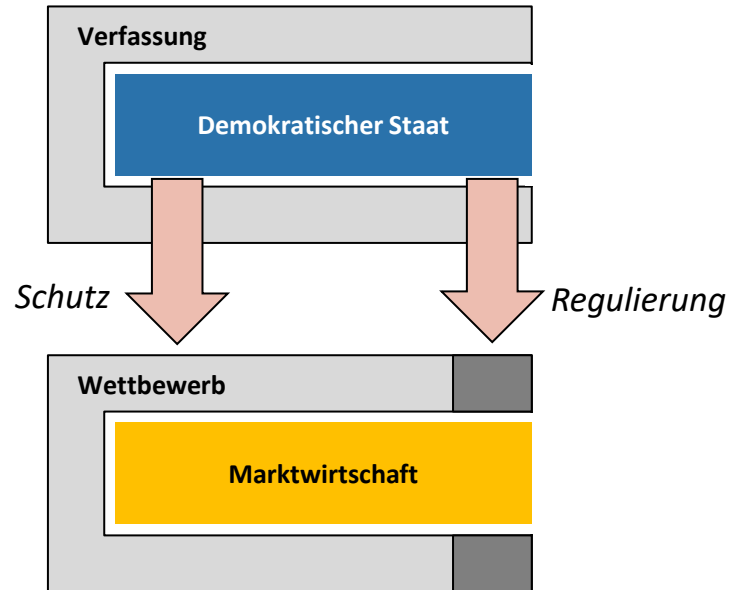 Verfassung
Demokratischer Staat
Schutz
Regulierung
Wettbewerb
Marktwirtschaft